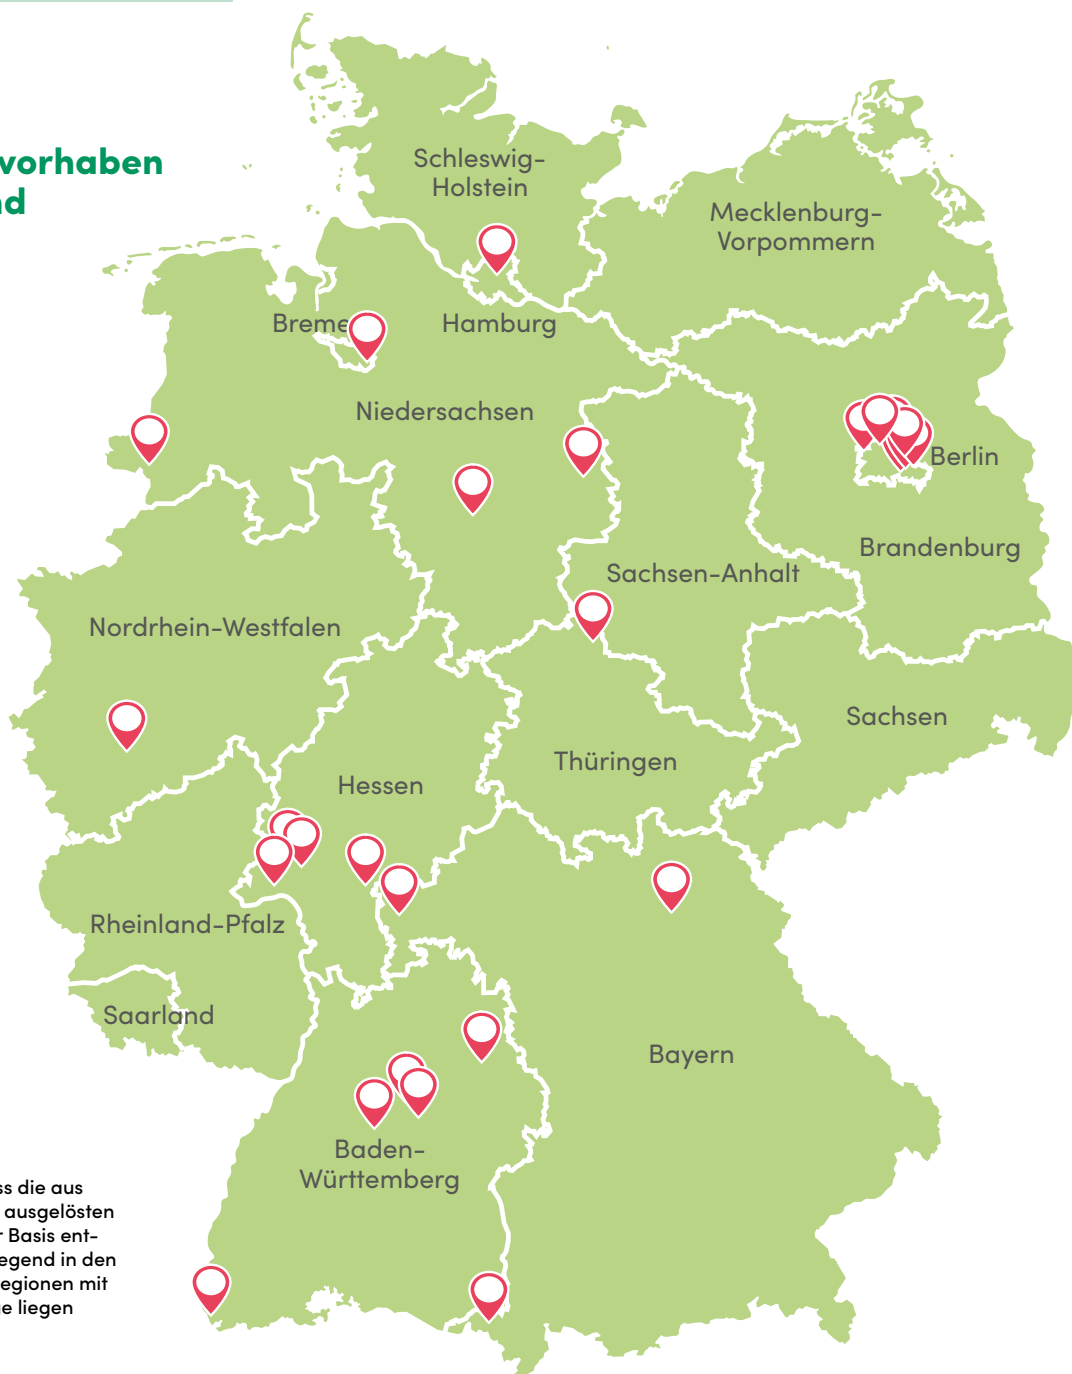 vorhaben
nd
Schleswig-
Holstein
Mecklenburg-
Vorpommern
Breme
Hamburg
Niedersachsen
Berlin
Brandenburg
Sachsen-Anhalt
Nordrhein-Westfalen
Sachsen
Thüringen
Hessen
Rheinland-Pfalz
Saarland
Bayern
Baden-
Württemberg
ss die aus
ausgelösten
r Basis ent-
egend in den
egionen mit
ge liegen